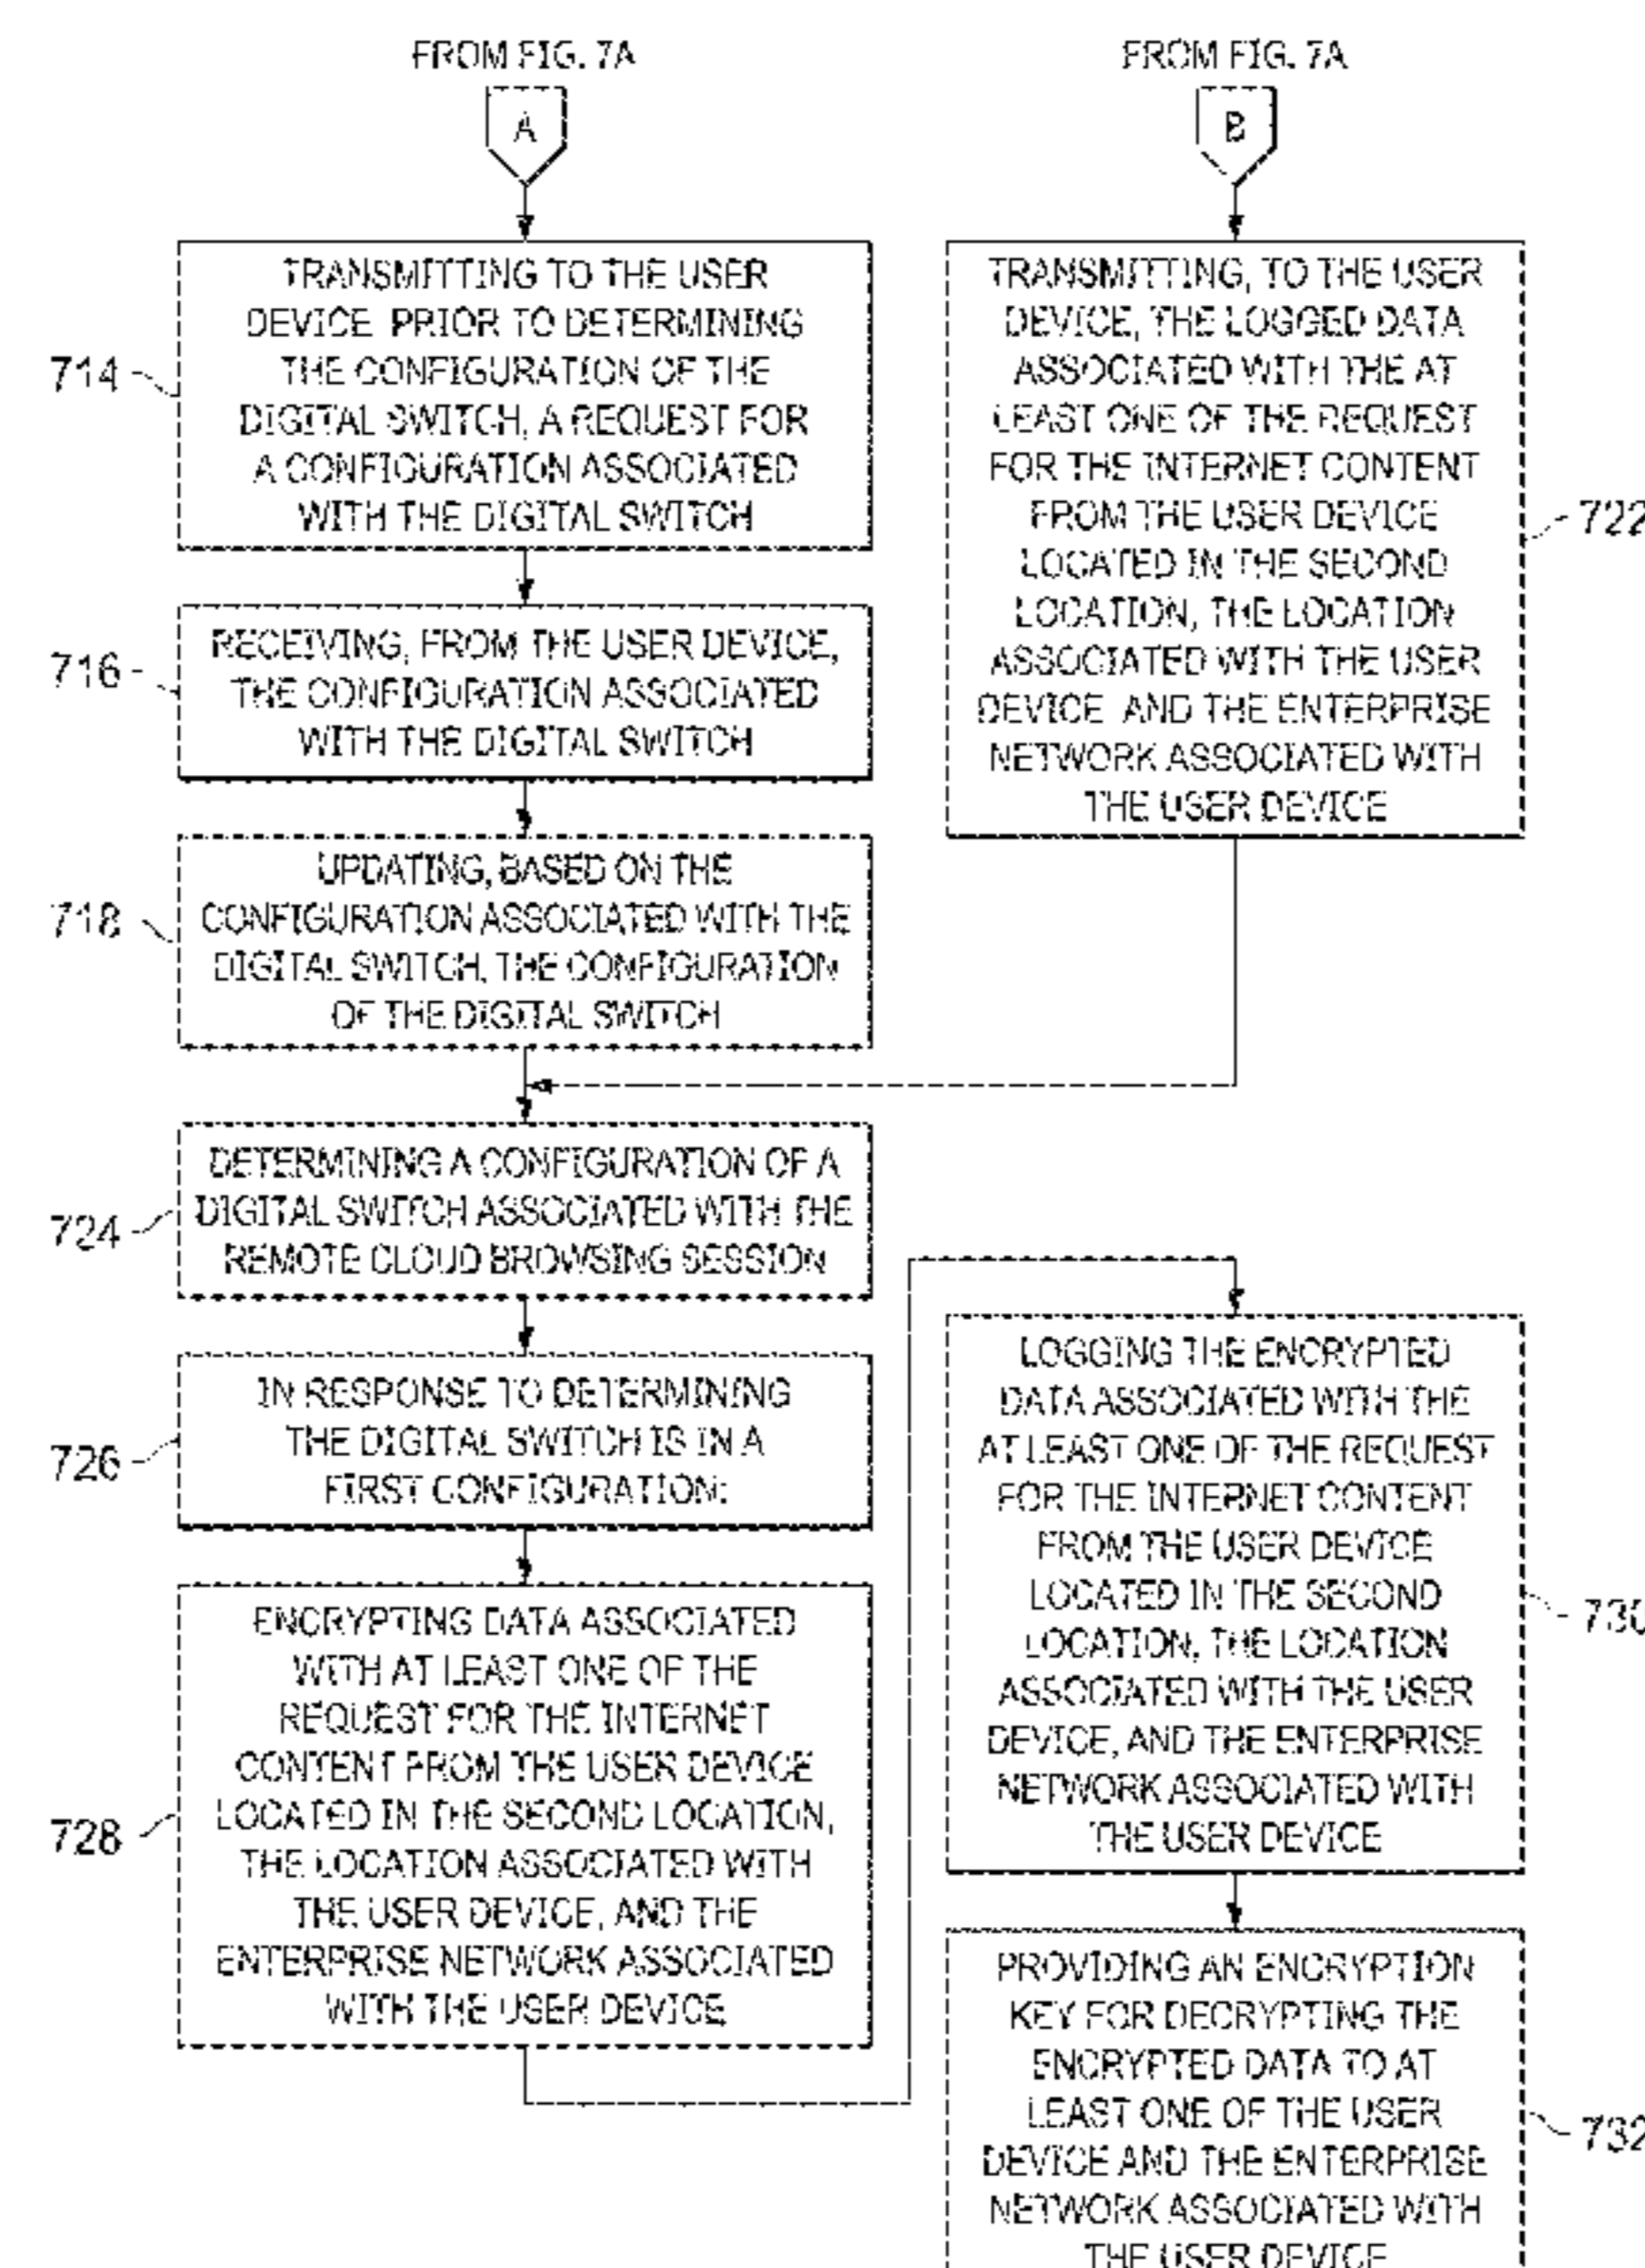 FROM FIG. 7A
A
714
TRANSMITTING TO THE USER
DEVICE PRIOR TO DETERMINING
THE CONFIGURATION OF THE
DIGITAL SWITCH, A REQUEST FOR
A CONFIGURATION ASSOCIATED
WITH THE DIGITAL SWITCH
716
RECEIVING, FROM THE USER DEVICE,
THE CONFIGURATION ASSOCIATED
WITH THE DIGITAL SWITCH
718
UPDATING, BASED ON THE
CONFIGURATION ASSOCIATED WITH THE
DIGITAL SWITCH, THE CONFIGURATION
OF THE DIGITAL SWITCH
FROM FIG. 7A
B
TRANSMITTING, TO THE USER
DEVICE, THE LOGGED DATA
ASSOCIATED WITH THE AT
LEAST ONE OF THE REQUEST
FOR THE INTERNET CONTENT
FROM THE USER DEVICE
LOCATED IN THE SECOND
LOCATION, THE LOCATION
ASSOCIATED WITH THE USER
DEVICE AND THE ENTERPRISE
NETWORK ASSOCIATED WITH
THE USER DEVICE
722
724
DETERMINING A CONFIGURATION OF A
DIGITAL SWITCH ASSOCIATED WITH THE
REMOTE CLOUD BROWSING SESSION
726
IN RESPONSE TO DETERMINING
THE DIGITAL SWITCH IS IN A
FIRST CONFIGURATION:
728
ENCRYPTING DATA ASSOCIATED
WITH AT LEAST ONE OF THE
REQUEST FOR THE INTERNET
CONTENT FROM THE USER DEVICE
LOCATED IN THE SECOND LOCATION,
THE LOCATION ASSOCIATED WITH
THE USER DEVICE, AND THE
ENTERPRISE NETWORK ASSOCIATED
WITH THE USER DEVICE
LOGGING THE ENCRYPTED
DATA ASSOCIATED WITH THE
AT LEAST ONE OF THE REQUEST
FOR THE INTERNET CONTENT
FROM THE USER DEVICE
LOCATED IN THE SECOND
LOCATION, THE LOCATION
ASSOCIATED WITH THE USER
DEVICE, AND THE ENTERPRISE
NETWORK ASSOCIATED WITH
THE USER DEVICE
730
PROVIDING AN ENCRYPTION
KEY FOR DECRYPTING THE
ENCRYPTED DATA TO AT
LEAST ONE OF THE USER
DEVICE AND THE ENTERPRISE
NETWORK ASSOCIATED WITH
THE USER DEVICE
732